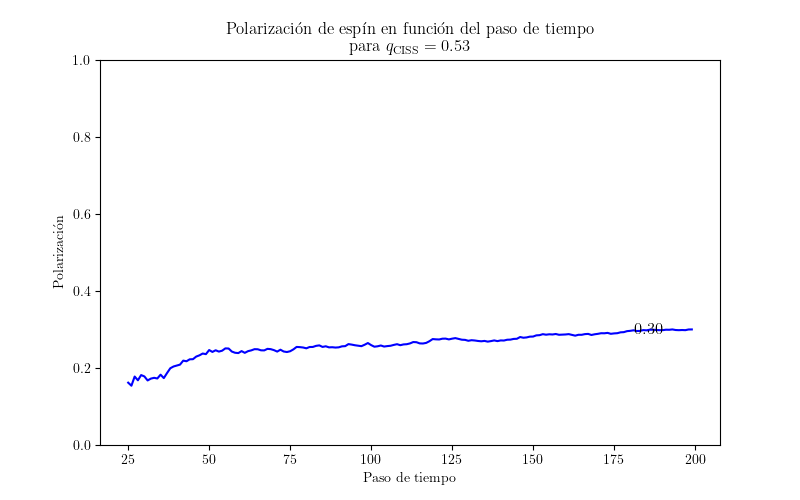 Polarización de espín en función del paso de tiempo
para q_CISS = 0.53
1.0
0.8
0.6
0.4
0.2
0.0
Polarización
0.30
25 50 75 100 125 150 175 200
Paso de tiempo